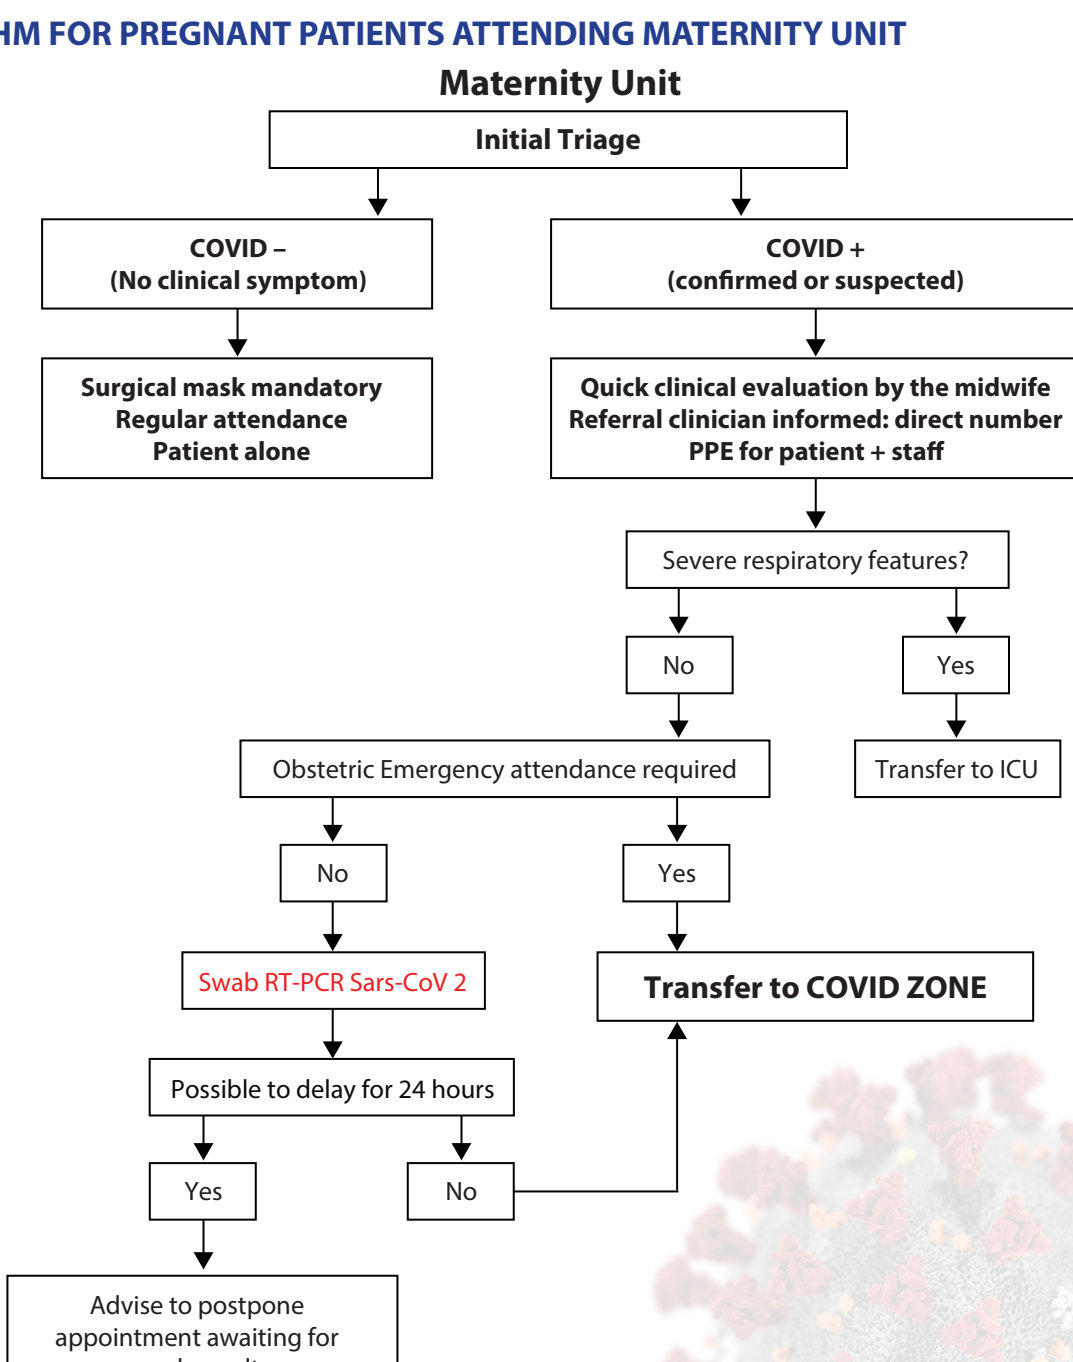 FOR PREGNANT PATIENTS ATTENDING MATERNITY UNIT
Maternity Unit
Initial Triage
COVID –
(No clinical symptom)
COVID +
(confirmed or suspected)
Surgical mask mandatory
Regular attendance
Patient alone
Quick clinical evaluation by the midwife
Referral clinician informed: direct number
PPE for patient + staff
Severe respiratory features?
No
Yes
Obstetric Emergency attendance required
Transfer to ICU
No
Yes
Swab RT-PCR Sars-CoV 2
Transfer to COVID ZONE
Possible to delay for 24 hours
Yes
No
Advise to postpone
appointment awaiting for